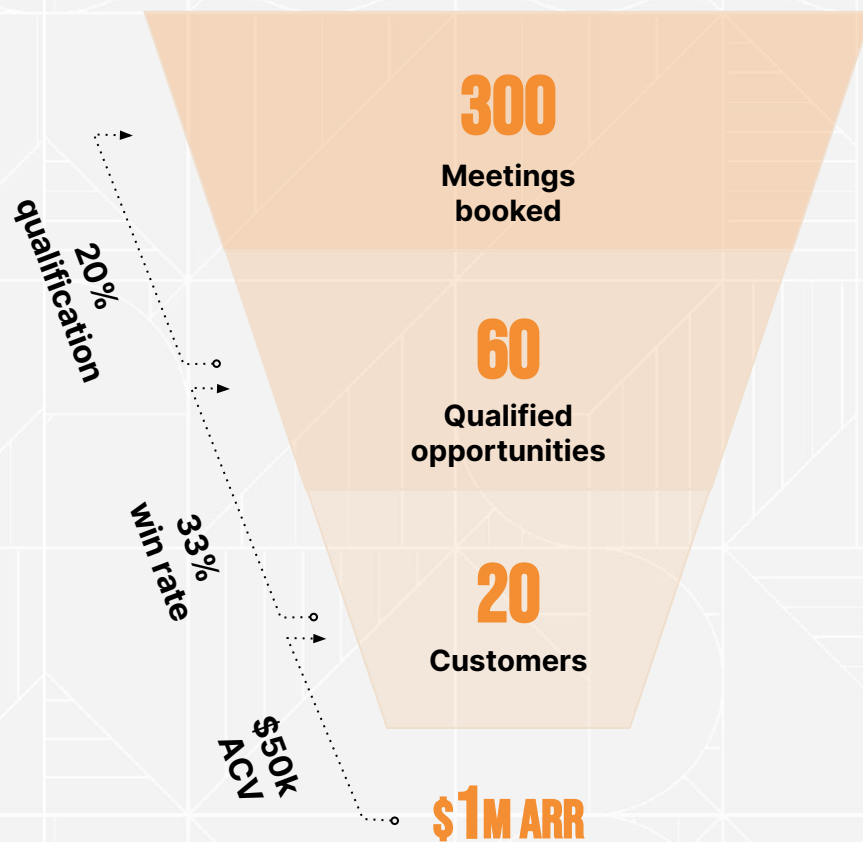 300
Meetings
booked
20%
qualification
60
Qualified
opportunities
33%
win rate
20
Customers
$50k
ACV
$1M ARR